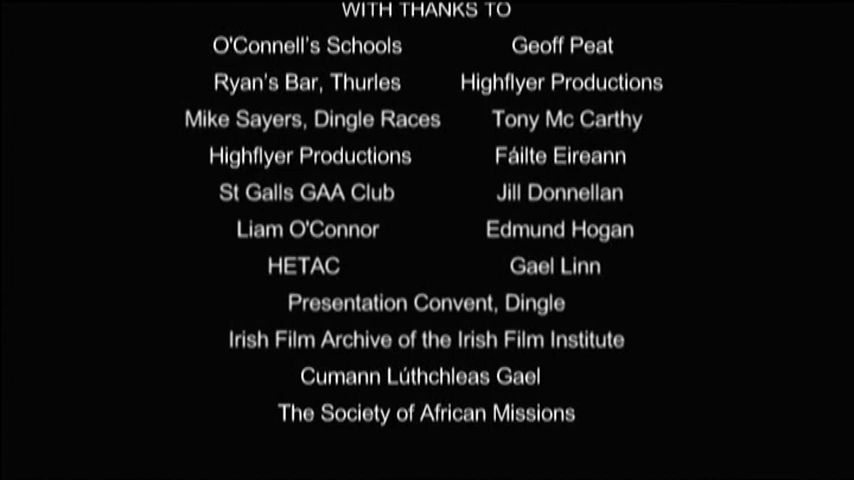 WITH THANKS TO
O'Connell's Schools Geoff Peat
Ryan's Bar, Thurles Highflyer Productions
Mike Sayers, Dingle Races Tony Mc Carthy
Highflyer Productions Fáilte Eireann
St Galls GAA Club Jill Donnellan
Liam O'Connor Edmund Hogan
HETAC Gael Linn
Presentation Convent, Dingle
Irish Film Archive of the Irish Film Institute
Cumann Lúthchleas Gael
The Society of African Missions